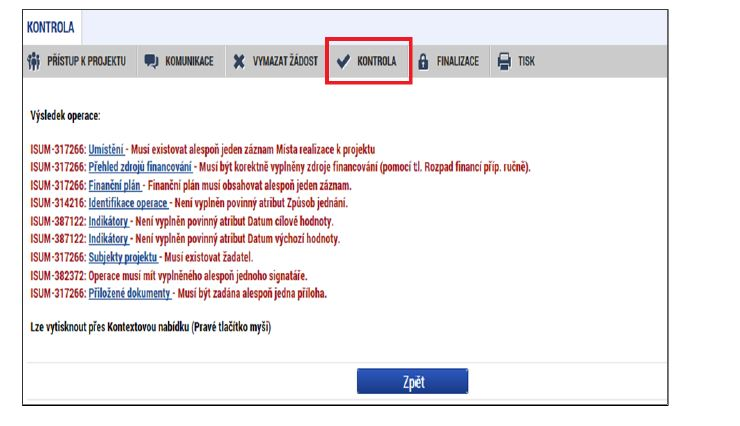 KONTROLA
PŘÍSTUP K PROJEKTU KOMUNIKACE VYMAZAT ŽÁDOST KONTROLA FINALIZACE TISK
Výsledek operace:
ISUM-317266: Umístění - Musí existovat alespoň jeden záznam Místa realizace k projektu
ISUM-317266: Přehled zdrojů financování - Musí být korektně vyplněny zdroje financování (pomocí tl. Rozpad financí příp. ručně).
ISUM-317266: Finanční plán - Finanční plán musí obsahovat alespoň jeden záznam.
ISUM-314216: Identifikace operace - Není vyplněn povinný atribut Způsob jednání.
ISUM-387122: Indikátory - Není vyplněn povinný atribut Datum cílové hodnoty.
ISUM-387122: Indikátory - Není vyplněn povinný atribut Datum výchozí hodnoty.
ISUM-317266: Subjekty projektu - Musí existovat žadatel.
ISUM-382372: Operace musí mít vyplněného alespoň jednoho signatáře.
ISUM-317266: Přiložené dokumenty - Musí být zadána alespoň jedna příloha.
Lze vytisknout přes Kontextovou nabídku (Pravé tlačítko myši)
Zpět